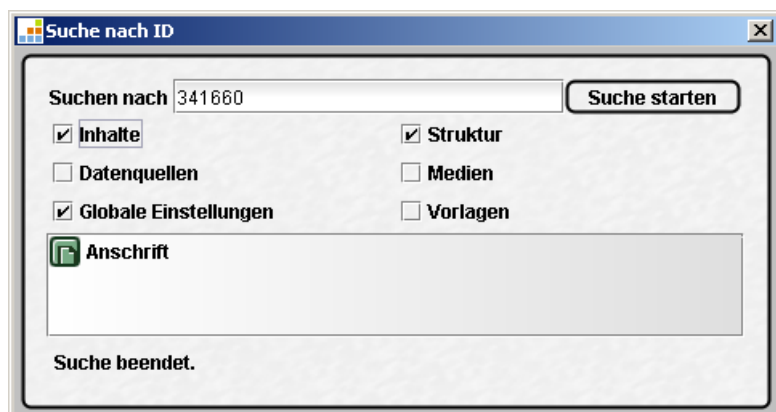 Suche nach ID
Suchen nach 341660 Suche starten
Inhalte Struktur
Datenquellen Medien
Globale Einstellungen Vorlagen
Anschrift
Suche beendet.